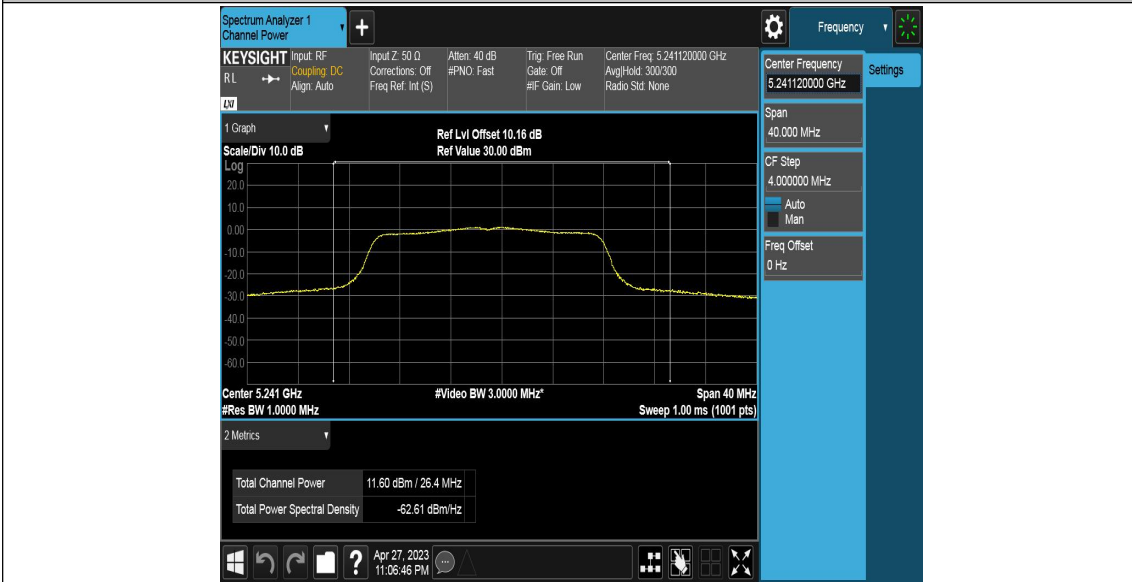 Spectrum Analyzer 1
Channel Power
+
Frequency
KEYSIGHT
RL
LXI
Input: RF
Coupling: DC
Align: Auto
Input Z: 50 Ω
Corrections: Off
Freq Ref: Int (S)
Atten: 40 dB
#PNO: Fast
Trig: Free Run
Gate: Off
#IF Gain: Low
Center Freq: 5.241120000 GHz
Avg|Hold: 300/300
Radio Std: None
Center Frequency
5.241120000 GHz
Settings
Span
40.000 MHz
CF Step
4.000000 MHz
Auto
Man
Freq Offset
0 Hz
1 Graph
Scale/Div 10.0 dB
Ref Lvl Offset 10.16 dB
Ref Value 30.00 dBm
Log
20.0
10.0
0.00
-10.0
-20.0
-30.0
-40.0
-50.0
-60.0
Center 5.241 GHz
#Res BW 1.0000 MHz
#Video BW 3.0000 MHz*
Span 40 MHz
Sweep 1.00 ms (1001 pts)
2 Metrics
Total Channel Power 11.60 dBm / 26.4 MHz
Total Power Spectral Density -62.61 dBm/Hz
?
Apr 27, 2023
11:06:46 PM